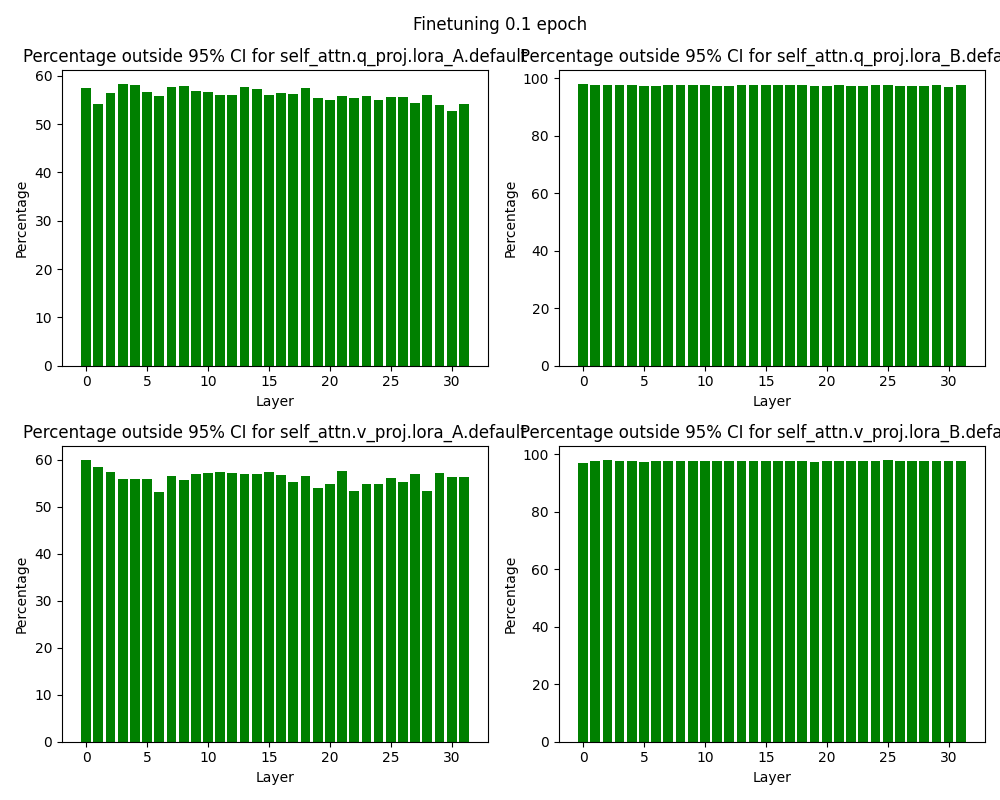 Finetuning 0.1 epoch
Percentage outside 95% CI for self_attn.q_proj.lora_A.default
Percentage
60
50
40
30
20
10
0
0 5 10 15 20 25 30
Layer
Percentage outside 95% CI for self_attn.q_proj.lora_B.defa
Percentage
100
80
60
40
20
0
0 5 10 15 20 25 30
Layer
Percentage outside 95% CI for self_attn.v_proj.lora_A.default
Percentage
60
50
40
30
20
10
0
0 5 10 15 20 25 30
Layer
Percentage outside 95% CI for self_attn.v_proj.lora_B.defa
Percentage
100
80
60
40
20
0
0 5 10 15 20 25 30
Layer